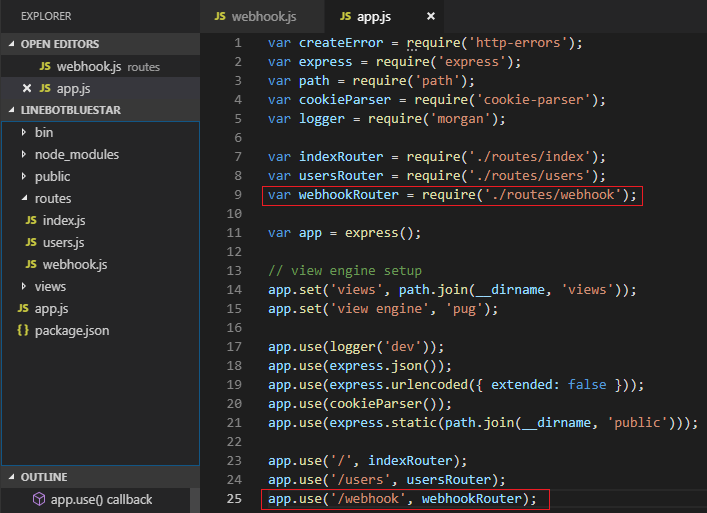 EXPLORER
OPEN EDITORS
JS webhook.js routes
JS app.js
LINEBOTBLUESTAR
bin
node_modules
public
routes
JS index.js
JS users.js
JS webhook.js
views
JS app.js
{ } package.json
OUTLINE
app.use() callback
JS webhook.js JS app.js
1 var createError = require('http-errors');
2 var express = require('express');
3 var path = require('path');
4 var cookieParser = require('cookie-parser');
5 var logger = require('morgan');
6
7 var indexRouter = require('./routes/index');
8 var usersRouter = require('./routes/users');
9 var webhookRouter = require('./routes/webhook');
10
11 var app = express();
12
13 // view engine setup
14 app.set('views', path.join(__dirname, 'views'));
15 app.set('view engine', 'pug');
16
17 app.use(logger('dev'));
18 app.use(express.json());
19 app.use(express.urlencoded({ extended: false }));
20 app.use(cookieParser());
21 app.use(express.static(path.join(__dirname, 'public')));
22
23 app.use('/', indexRouter);
24 app.use('/users', usersRouter);
25 app.use('/webhook', webhookRouter);